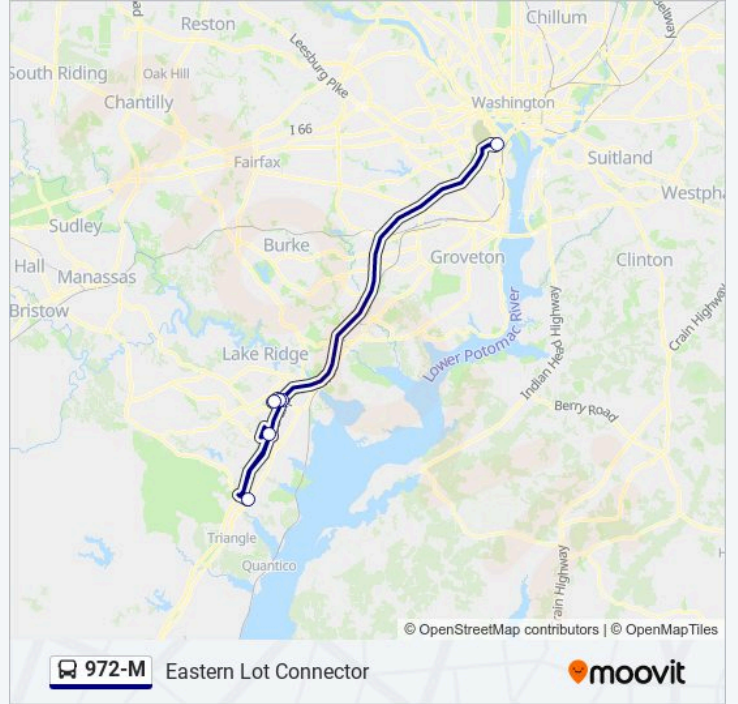 Chillum
Reston
Leesburg Pike
South Riding
Oak Hill
Chantilly
Washington
I 66
Fairfax
Suitland
Westpha
Sudley
Burke
Groveton
Clinton
Hall
Manassas
Bristow
Crain Highway
Indian Head Highway
Lower Potomac River
Lake Ridge
Berry Road
Triangle
Quantico
rain Highway
H
© OpenStreetMap contributors | © OpenMapTiles
972-M Eastern Lot Connector
moovit